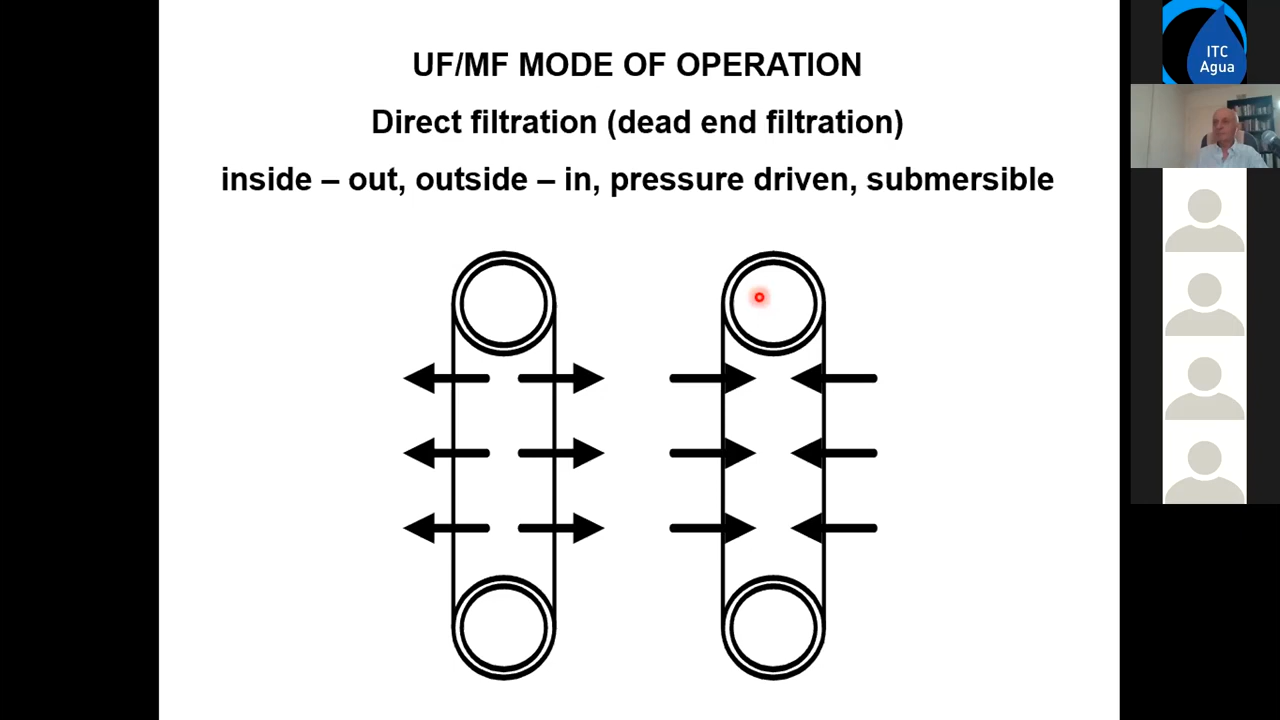 UF/MF MODE OF OPERATION
Direct filtration (dead end filtration)
inside – out, outside – in, pressure driven, submersible
ITC
Agua